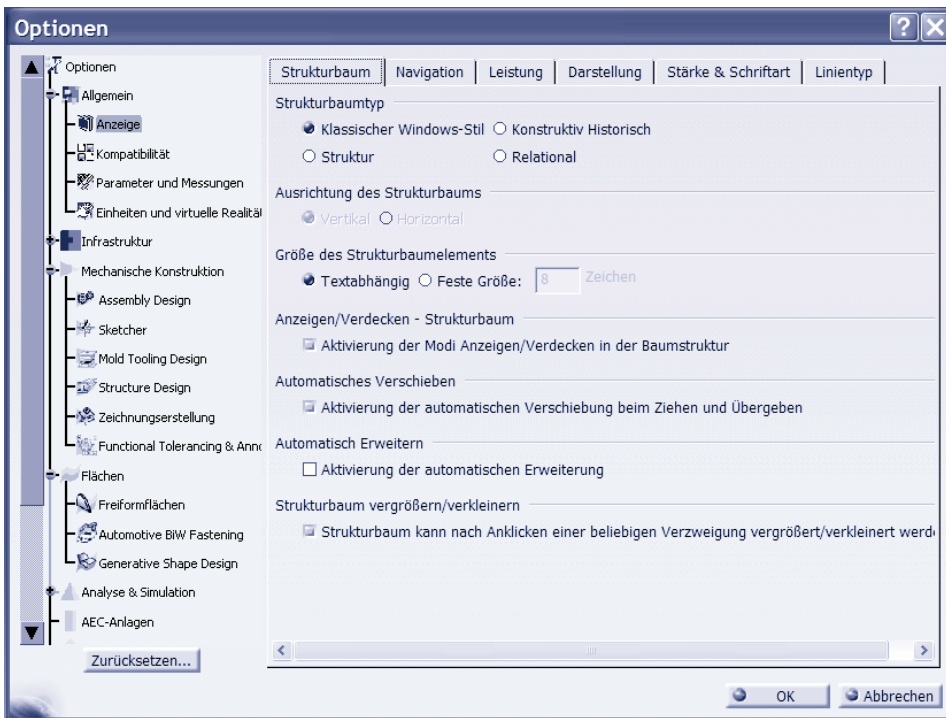 Optionen
Optionen
Allgemein
Anzeige
Kompatibilität
Parameter und Messungen
Einheiten und virtuelle Realitä
Infrastruktur
Mechanische Konstruktion
Assembly Design
Sketcher
Mold Tooling Design
Structure Design
Zeichnungserstellung
Functional Tolerancing & Anno
Flächen
Freiformflächen
Automotive BiW Fastening
Generative Shape Design
Analyse & Simulation
AEC-Anlagen
Zurücksetzen...
Strukturbaum Navigation Leistung Darstellung Stärke & Schriftart Linientyp
Strukturbaumtyp
Klassischer Windows-Stil Konstruktiv Historisch
Struktur Relational
Ausrichtung des Strukturbaums
Vertikal Horizontal
Größe des Strukturbaumelements
Textabhängig Feste Größe: 8 Zeichen
Anzeigen/Verdecken - Strukturbaum
Aktivierung der Modi Anzeigen/Verdecken in der Baumstruktur
Automatisches Verschieben
Aktivierung der automatischen Verschiebung beim Ziehen und Übergeben
Automatisch Erweitern
Aktivierung der automatischen Erweiterung
Strukturbaum vergrößern/verkleinern
Strukturbaum kann nach Anklicken einer beliebigen Verzweigung vergrößert/verkleinert werd
OK Abbrechen